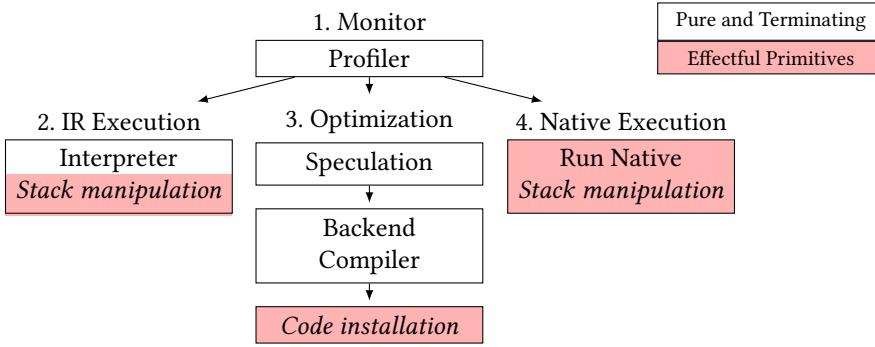 1. Monitor
Profiler
Pure and Terminating
Effectful Primitives
2. IR Execution
Interpreter
Stack manipulation
3. Optimization
Speculation
Backend
Compiler
Code installation
4. Native Execution
Run Native
Stack manipulation